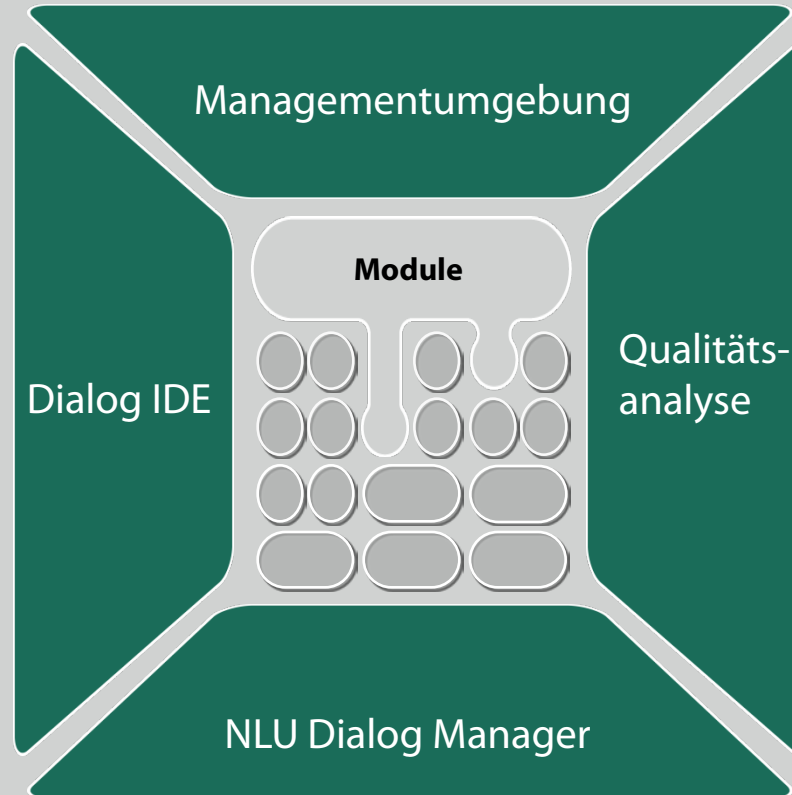 Managementumgebung
Module
Dialog IDE
Qualitäts-
analyse
NLU Dialog Manager